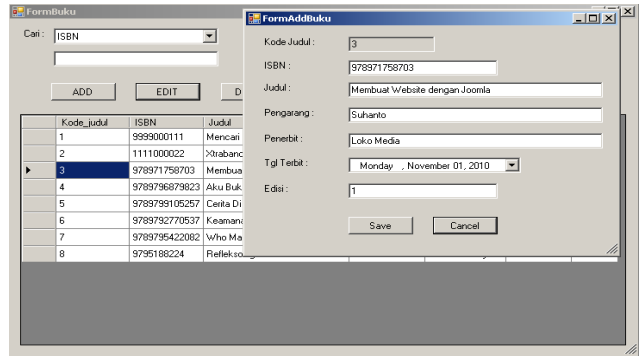 FormBuku
Cari : ISBN
ADD EDIT D
Kode_judul ISBN Judul
1 9999000111 Mencari
2 1111000022 Xtrabanc
3 978971758703 Membua
4 9789796879823 Aku Buk
5 9789799105257 Cerita Di
6 9789792770537 Keamana
7 9789795422082 Who Ma
8 9795188224
FormAddBuku
Kode Judul : 3
ISBN : 978971758703
Judul : Membuat Website dengan Joomla
Pengarang : Suhanto
Penerbit : Loko Media
Tgl Terbit : Monday , November 01, 2010
Edisi : 1
Save Cancel